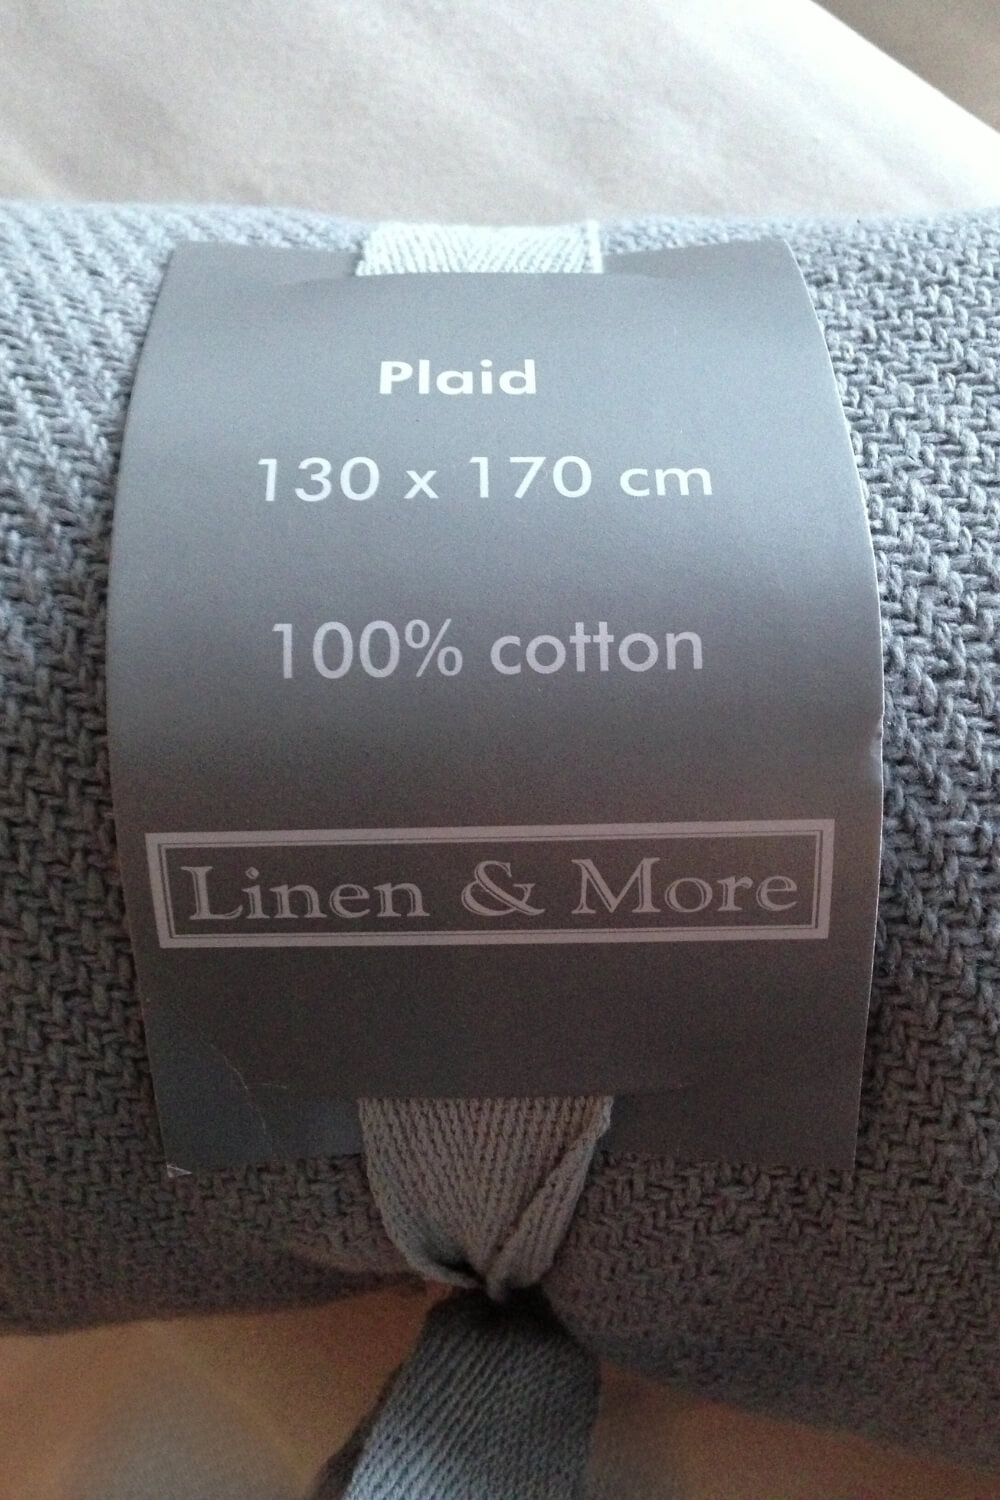 Plaid
130 x 170 cm
100% cotton
Linen & More